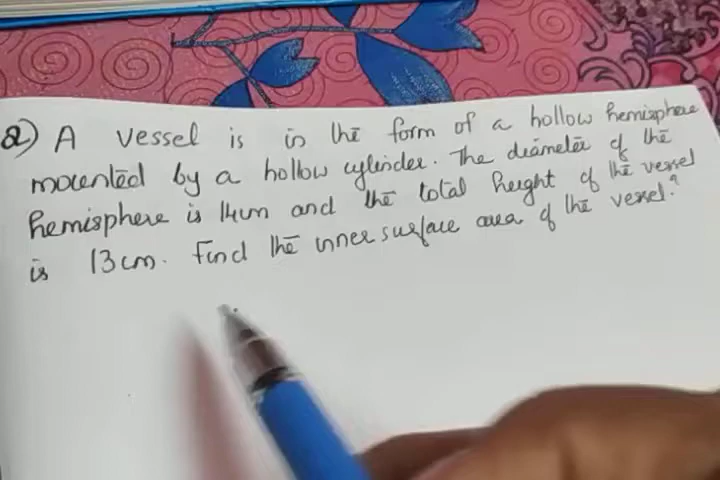 2) A vessel is in the form of a hollow hemisphere
mounted by a hollow cylinder. The diameter of the
hemisphere is 14cm and the total height of the vessel
is 13cm. Find the inner surface area of the vessel?